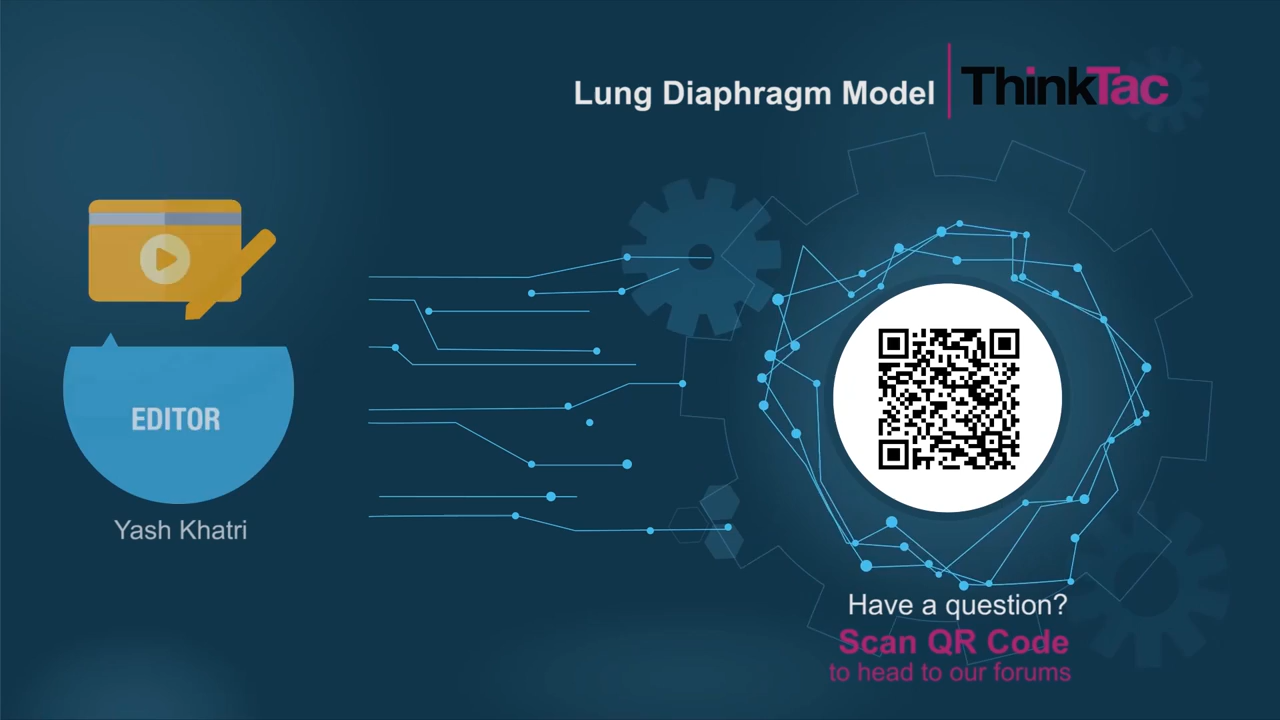 Lung Diaphragm Model
ThinkTac
EDITOR
Yash Khatri
Have a question?
Scan QR Code
to head to our forums